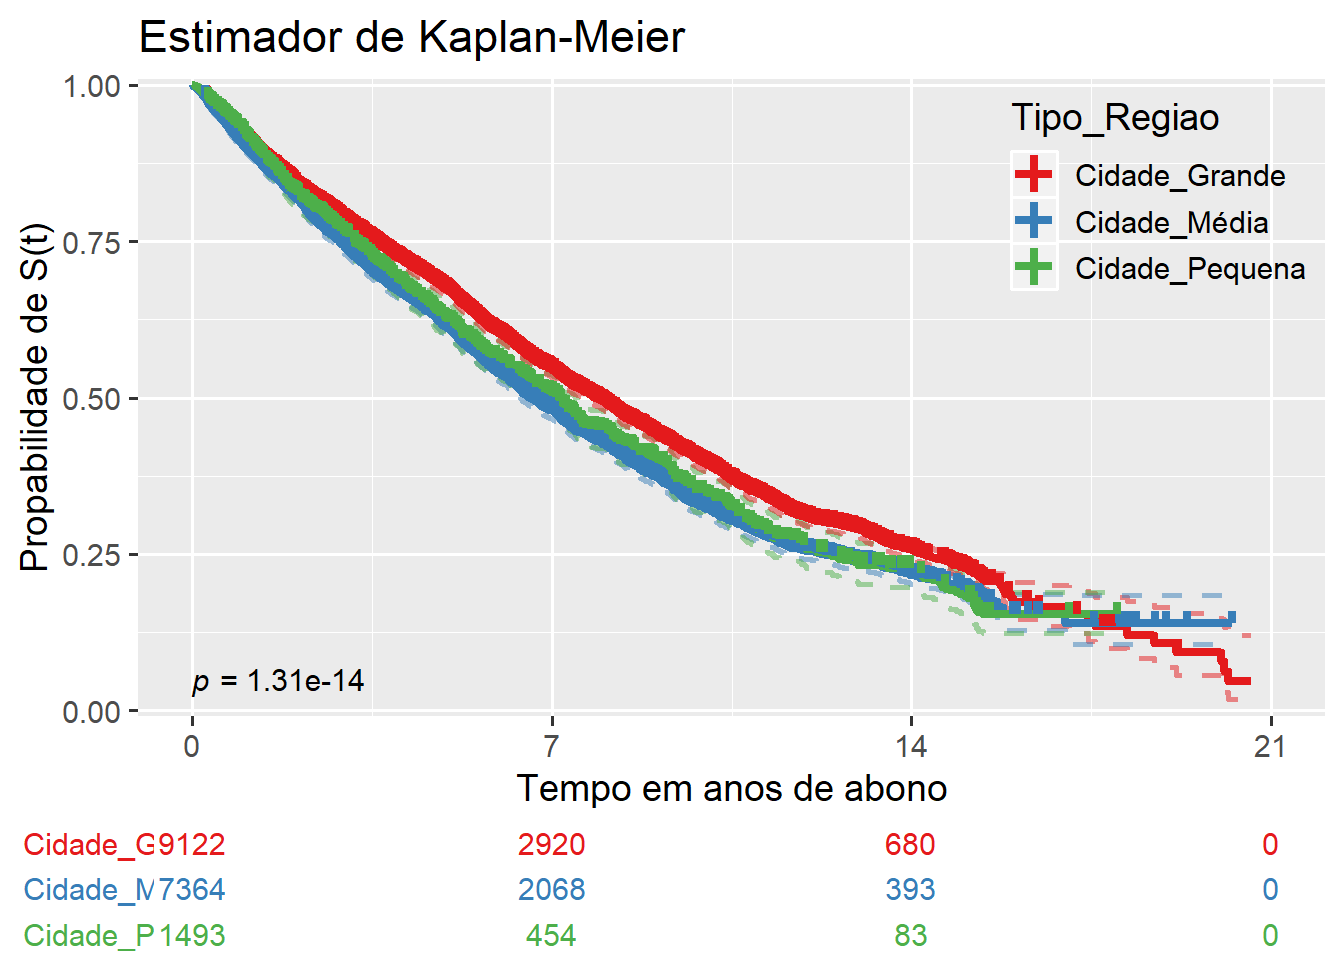 Estimador de Kaplan-Meier
Propabilidade de S(t)
1.00
0.75
0.50
0.25
0.00
Tipo_Regiao
Cidade_Grande
Cidade_Média
Cidade_Pequena
p = 1.31e-14
0 7 14 21
Tempo em anos de abono
Cidade_G9122 2920 680 0
Cidade_M7364 2068 393 0
Cidade_P1493 454 83 0